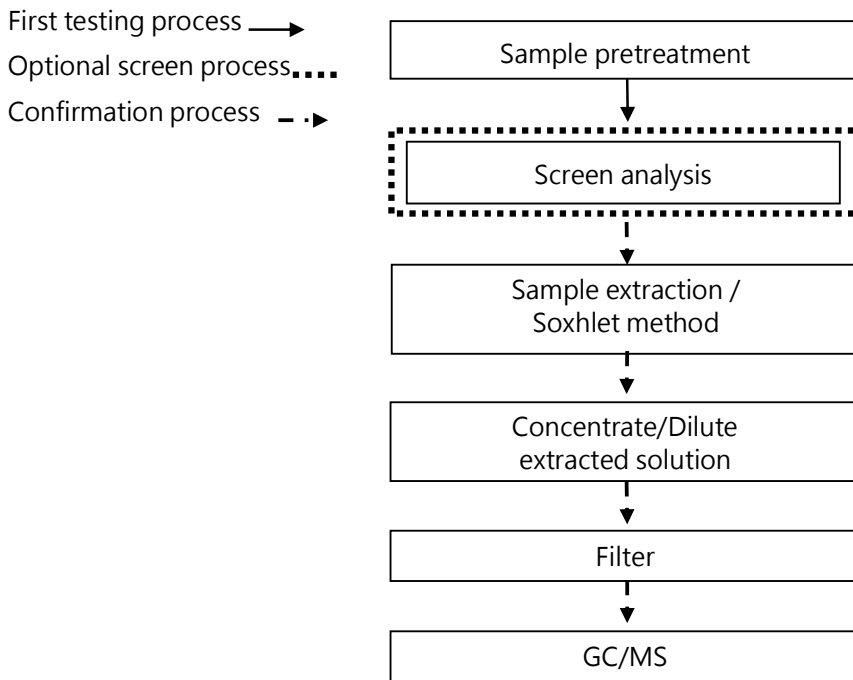 First testing process
Optional screen process
Confirmation process
Sample pretreatment
Screen analysis
Sample extraction /
Soxhlet method
Concentrate/Dilute
extracted solution
Filter
GC/MS